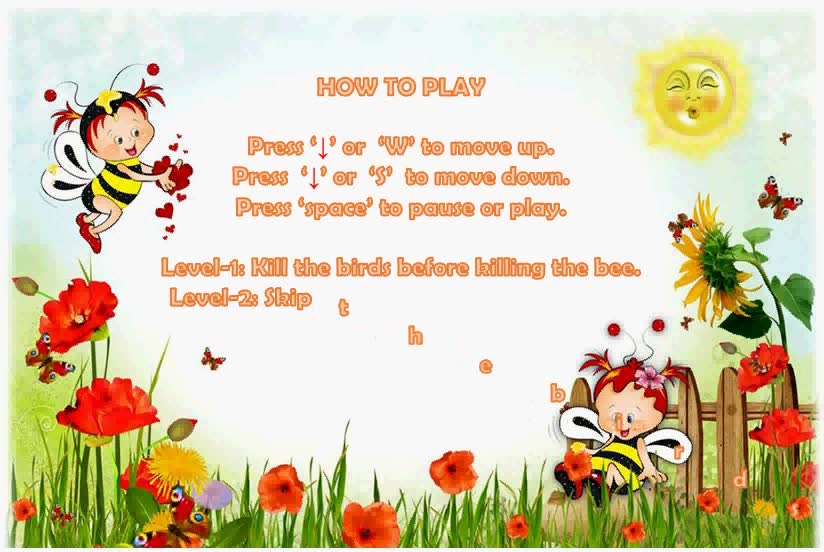 HOW TO PLAY
Press ‘↓’ or ‘W’ to move up.
Press ‘↓’ or ‘S’ to move down.
Press ‘space’ to pause or play.
Level-1: Kill the birds before killing the bee.
Level-2: Skip t h e b i r d